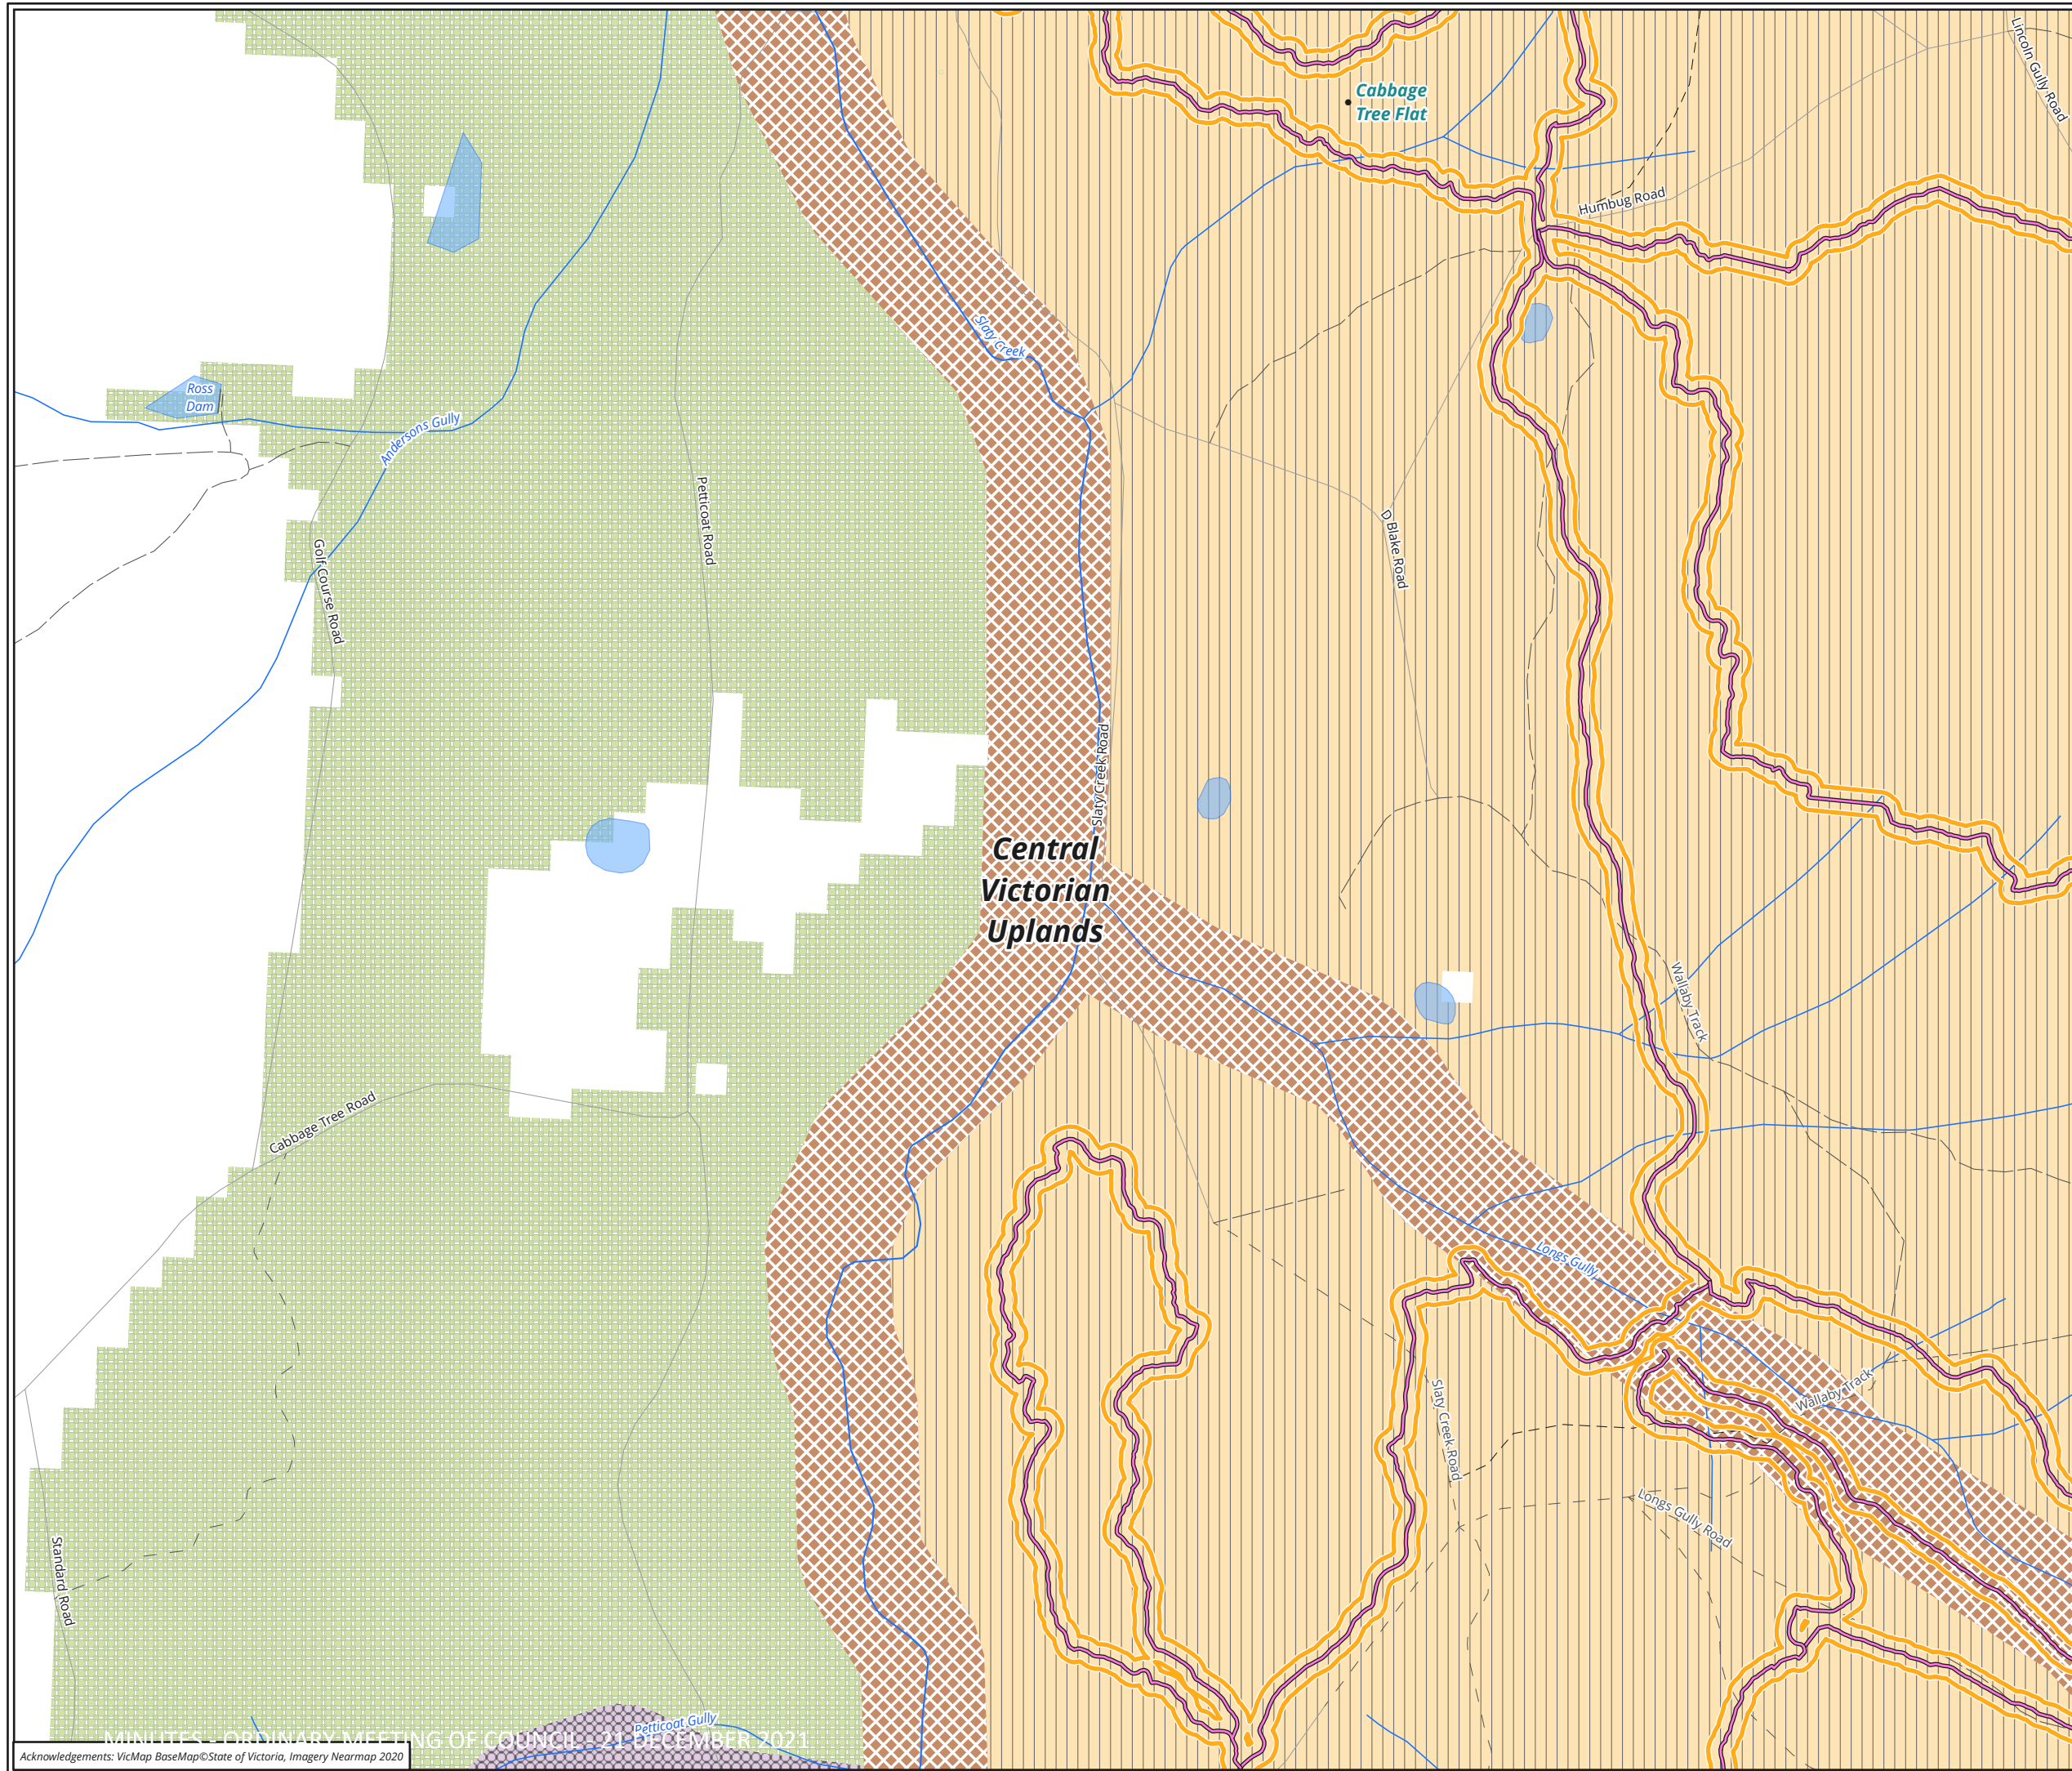 Lincoln Gully Road
Cabbage
Tree Flat
Humbug Road
Slaty Creek
Ross
Dam
Andersons Gully
Petticoat Road
D Blake Road
Golf Course Road
Slaty Creek Road
Central
Victorian
Uplands
Wallaby Track
Cabbage Tree Road
Longs Gully
Wallaby Track
Slaty Creek Road
Longs Gully Road
Standard Road
Petticoat Gully
MINUTES - ORDINARY MEETING OF COUNCIL - 21 DECEMBER 2021
Acknowledgements: VicMap BaseMap©State of Victoria, Imagery Nearmap 2020